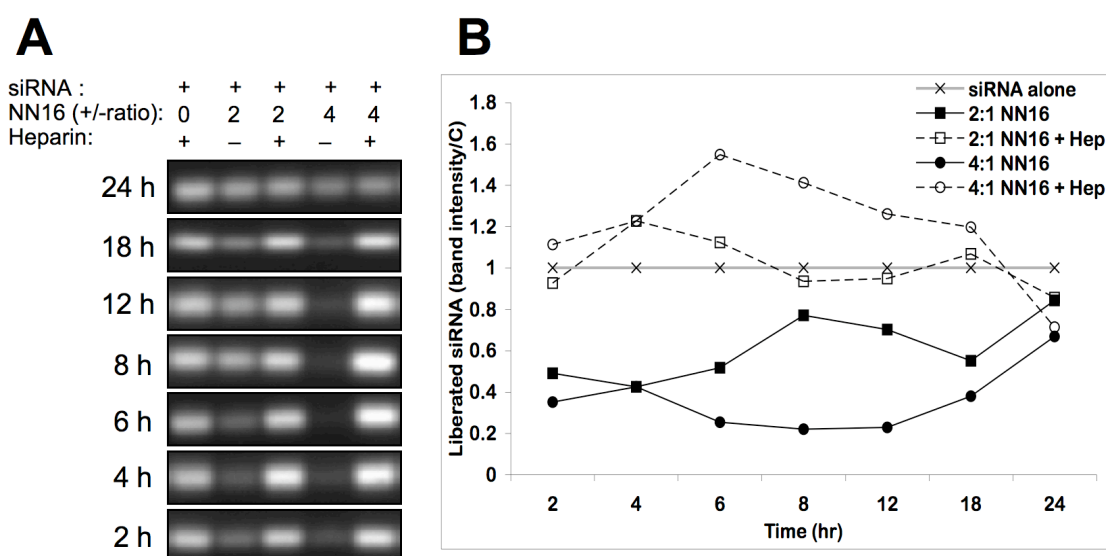 A
siRNA : + + + + +
NN16 (+/-ratio): 0 2 2 4 4
Heparin: + – + – +
24 h
18 h
12 h
8 h
6 h
4 h
2 h
B
Liberated siRNA (band intensity/C)
1.8
1.6
1.4
1.2
1
0.8
0.6
0.4
0.2
0
siRNA alone
2:1 NN16
2:1 NN16 + Hep
4:1 NN16
4:1 NN16 + Hep
2 4 6 8 12 18 24
Time (hr)